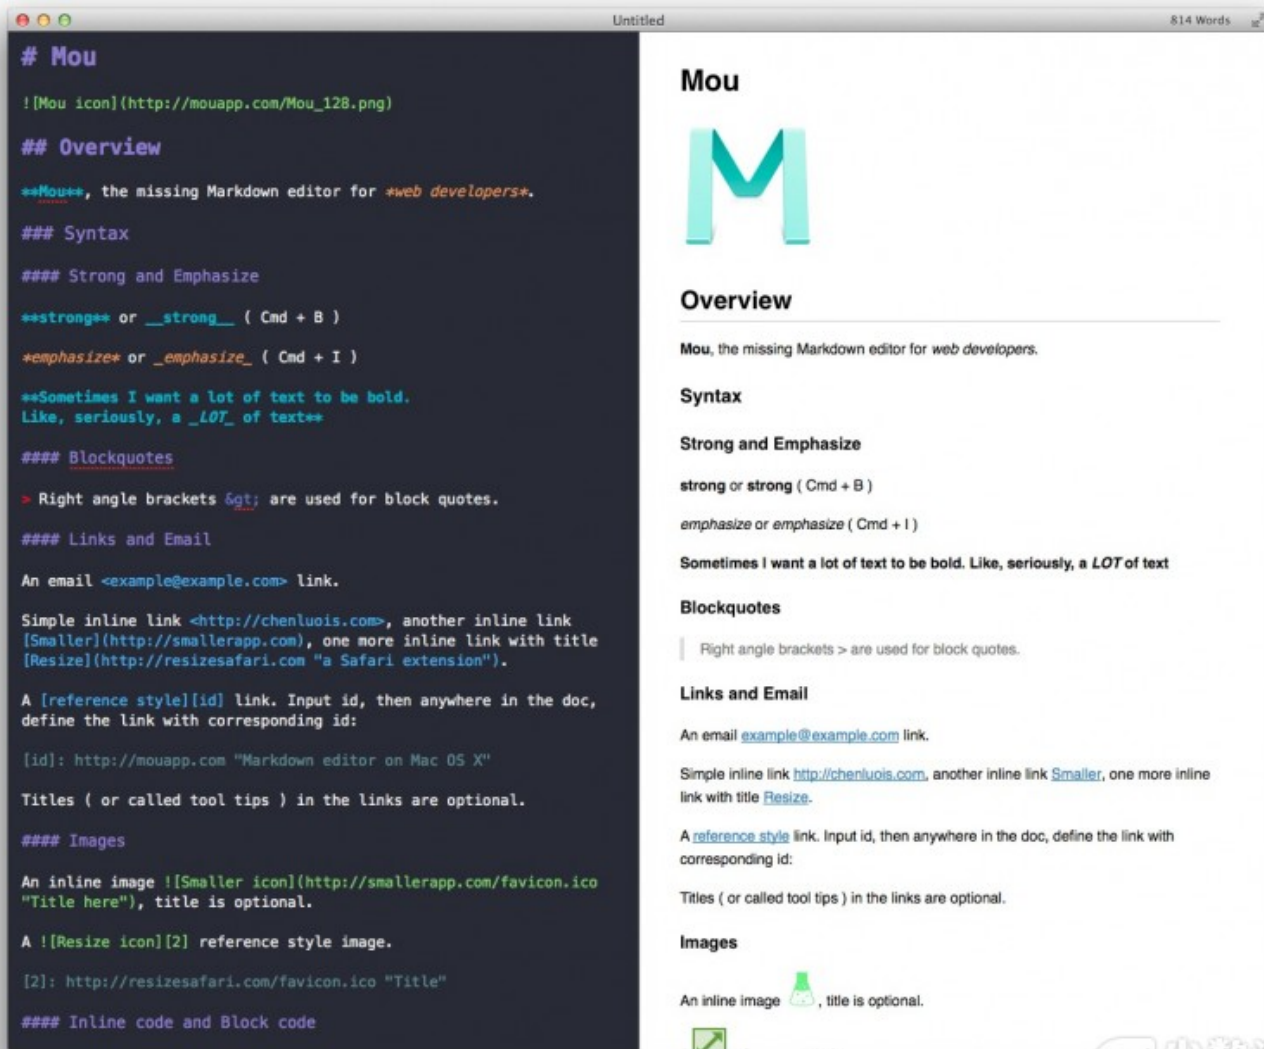 Untitled
814 Words
# Mou
![Mou icon](http://mouapp.com/Mou_128.png)
## Overview
**Mou**, the missing Markdown editor for *web developers*.
### Syntax
#### Strong and Emphasize
**strong** or __strong__ ( Cmd + B )
*emphasize* or _emphasize_ ( Cmd + I )
**Sometimes I want a lot of text to be bold.
Like, seriously, a _LOT_ of text**
#### Blockquotes
> Right angle brackets &gt; are used for block quotes.
#### Links and Email
An email <example@example.com> link.
Simple inline link <http://chenluois.com>, another inline link
[Smaller](http://smallerapp.com), one more inline link with title
[Resize](http://resizesafari.com "a Safari extension").
A [reference style][id] link. Input id, then anywhere in the doc,
define the link with corresponding id:
[id]: http://mouapp.com "Markdown editor on Mac OS X"
Titles ( or called tool tips ) in the links are optional.
#### Images
An inline image ![Smaller icon](http://smallerapp.com/favicon.ico
"Title here"), title is optional.
A ![Resize icon][2] reference style image.
[2]: http://resizesafari.com/favicon.ico "Title"
#### Inline code and Block code
Mou
M
Overview
Mou, the missing Markdown editor for web developers.
Syntax
Strong and Emphasize
strong or strong ( Cmd + B )
emphasize or emphasize ( Cmd + I )
Sometimes I want a lot of text to be bold. Like, seriously, a LOT of text
Blockquotes
Right angle brackets > are used for block quotes.
Links and Email
An email example@example.com link.
Simple inline link http://chenluois.com, another inline link Smaller, one more inline
link with title Resize.
A reference style link. Input id, then anywhere in the doc, define the link with
corresponding id:
Titles ( or called tool tips ) in the links are optional.
Images
An inline image , title is optional.